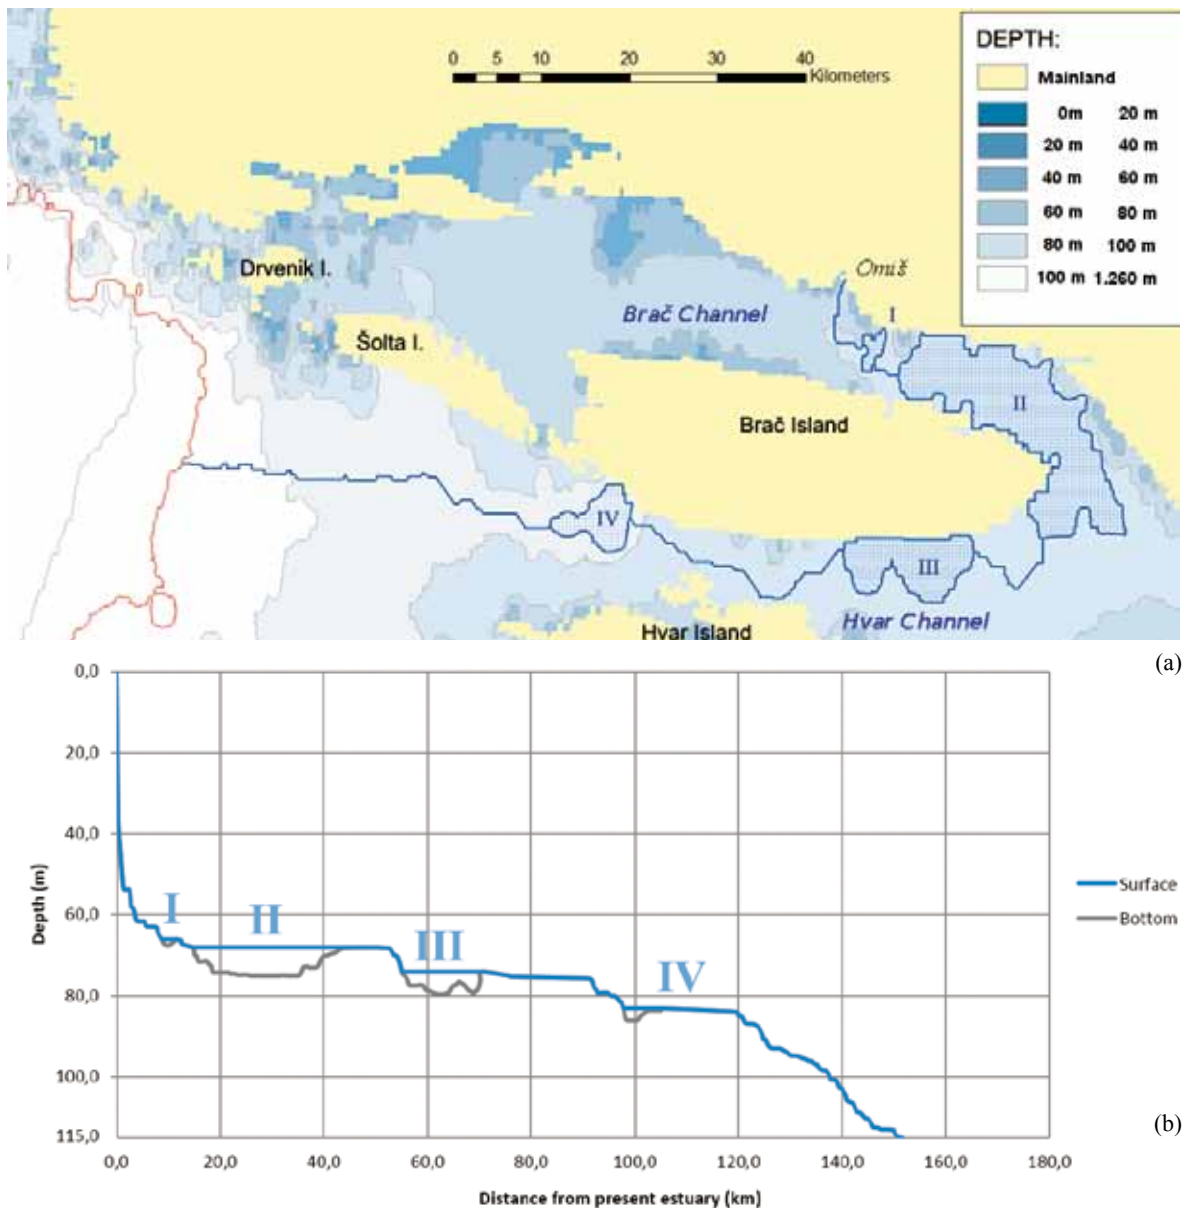 DEPTH:
Mainland
0m 20 m
20 m 40 m
40 m 60 m
60 m 80 m
80 m 100 m
100 m 1.260 m
0 5 10 20 30 40
Kilometers
Drvenik I.
Šolta I.
Brač Channel
Omiš
I
II
Brač Island
IV
III
Hvar Island
Hvar Channel
(a)
0,0
20,0
40,0
60,0
80,0
100,0
115,0
Depth (m)
I
II
III
IV
Surface
Bottom
(b)
0,0 20,0 40,0 60,0 80,0 100,0 120,0 140,0 160,0 180,0
Distance from present estuary (km)